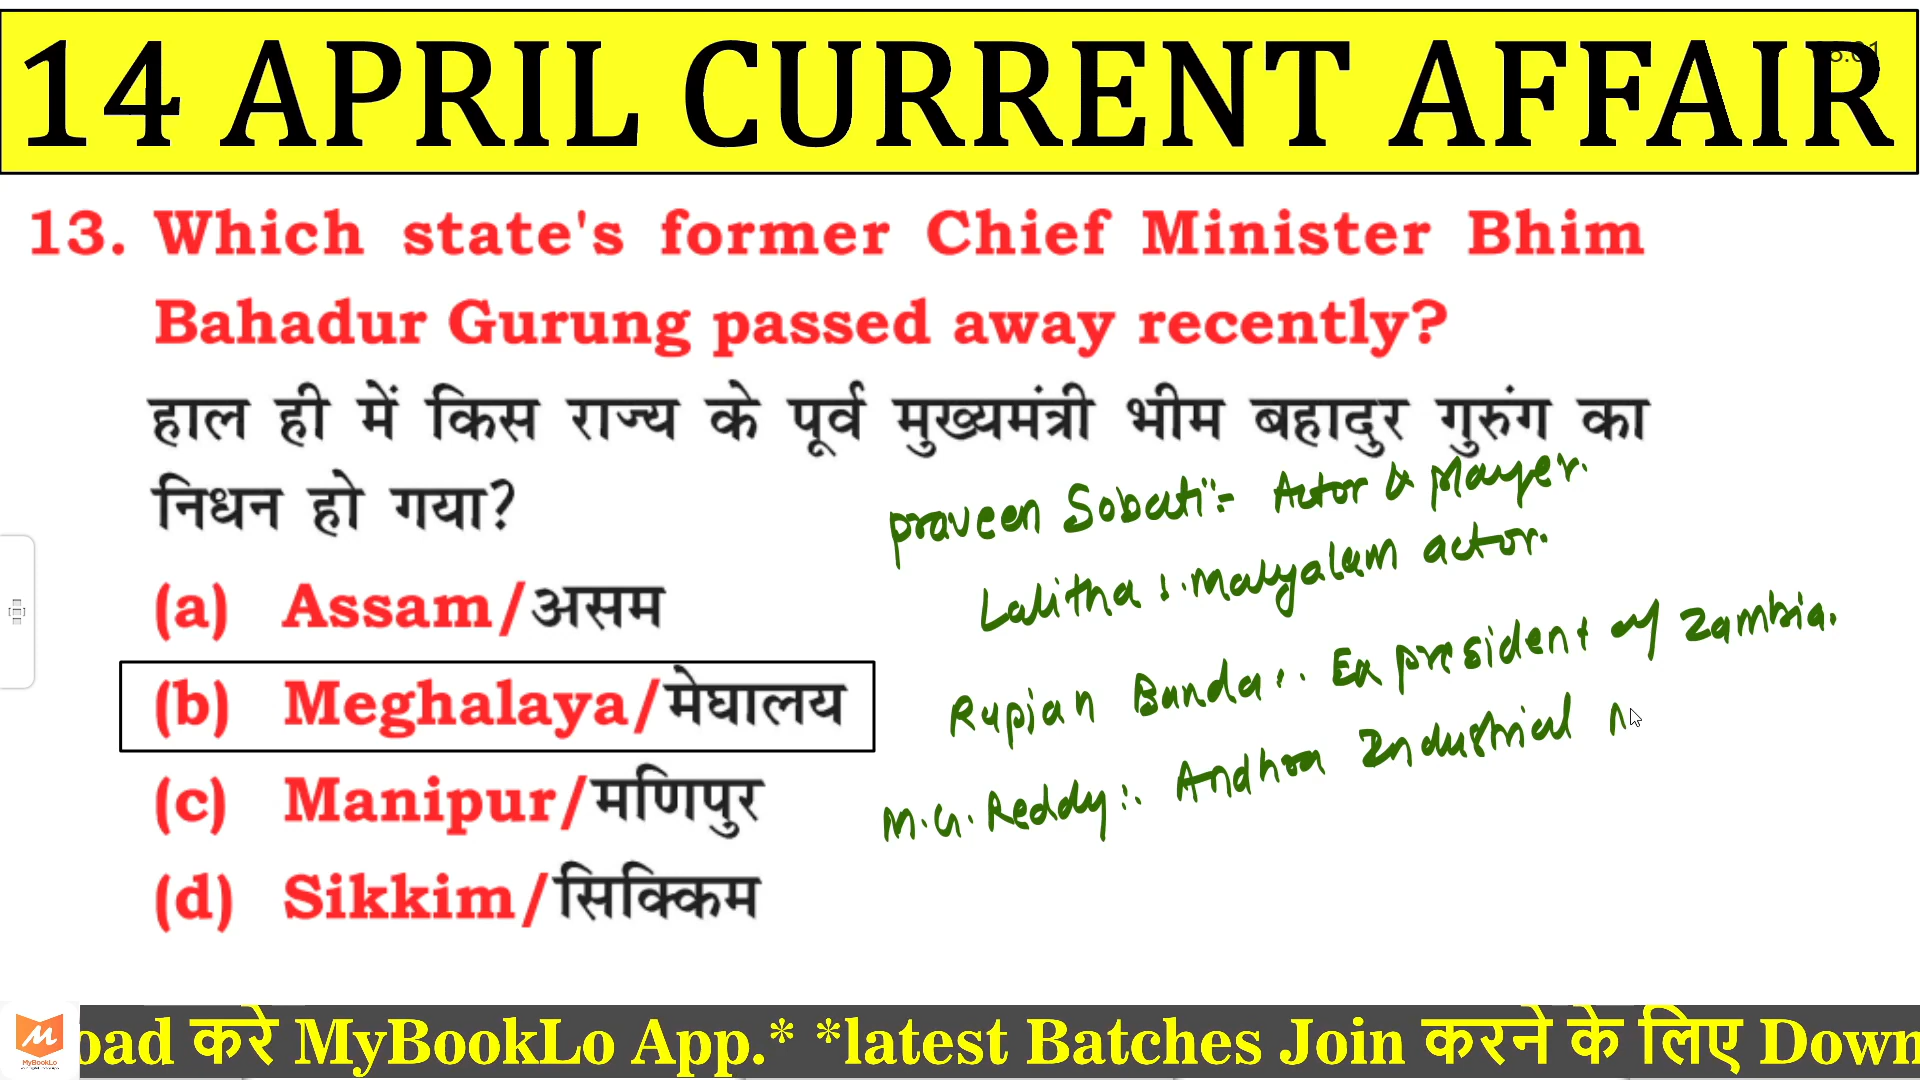 14 APRIL CURRENT AFFAIR
13. Which state's former Chief Minister Bhim
Bahadur Gurung passed away recently?
हाल ही में किस राज्य के पूर्व मुख्यमंत्री भीम बहादुर गुरुंग का
निधन हो गया?
praveen Sobati:- Actor & Player.
Lalitha :. Malyalam actor.
(a) Assam/असम
Rupian Banda:. Ex president of Zambia.
(b) Meghalaya/मेघालय
M.G. Reddy:. Andhra Industrial
(c) Manipur/मणिपुर
(d) Sikkim/सिक्किम
MyBookLo
oad करे MyBookLo App.* *latest Batches Join करने के लिए Down